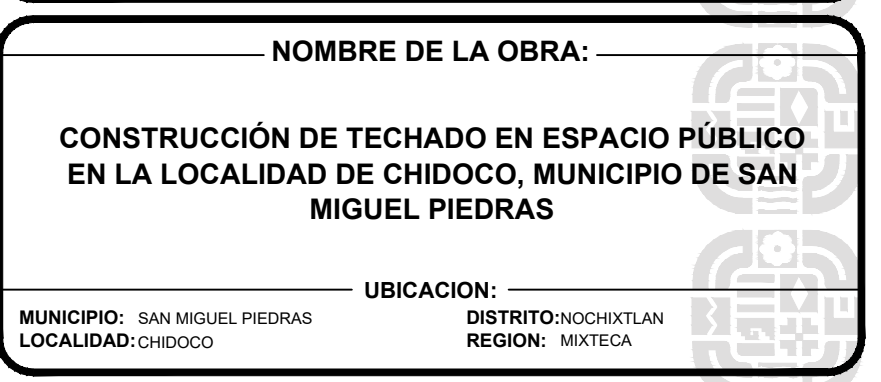 NOMBRE DE LA OBRA:
CONSTRUCCIÓN DE TECHADO EN ESPACIO PÚBLICO
EN LA LOCALIDAD DE CHIDOCO, MUNICIPIO DE SAN
MIGUEL PIEDRAS
UBICACION:
MUNICIPIO: SAN MIGUEL PIEDRAS DISTRITO:NOCHIXTLAN
LOCALIDAD:CHIDOCO REGION: MIXTECA